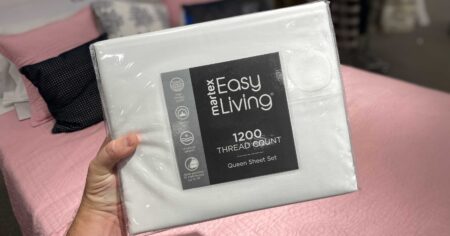 martex
Easy
Living®
1200
THREAD COUNT
Queen Sheet Set